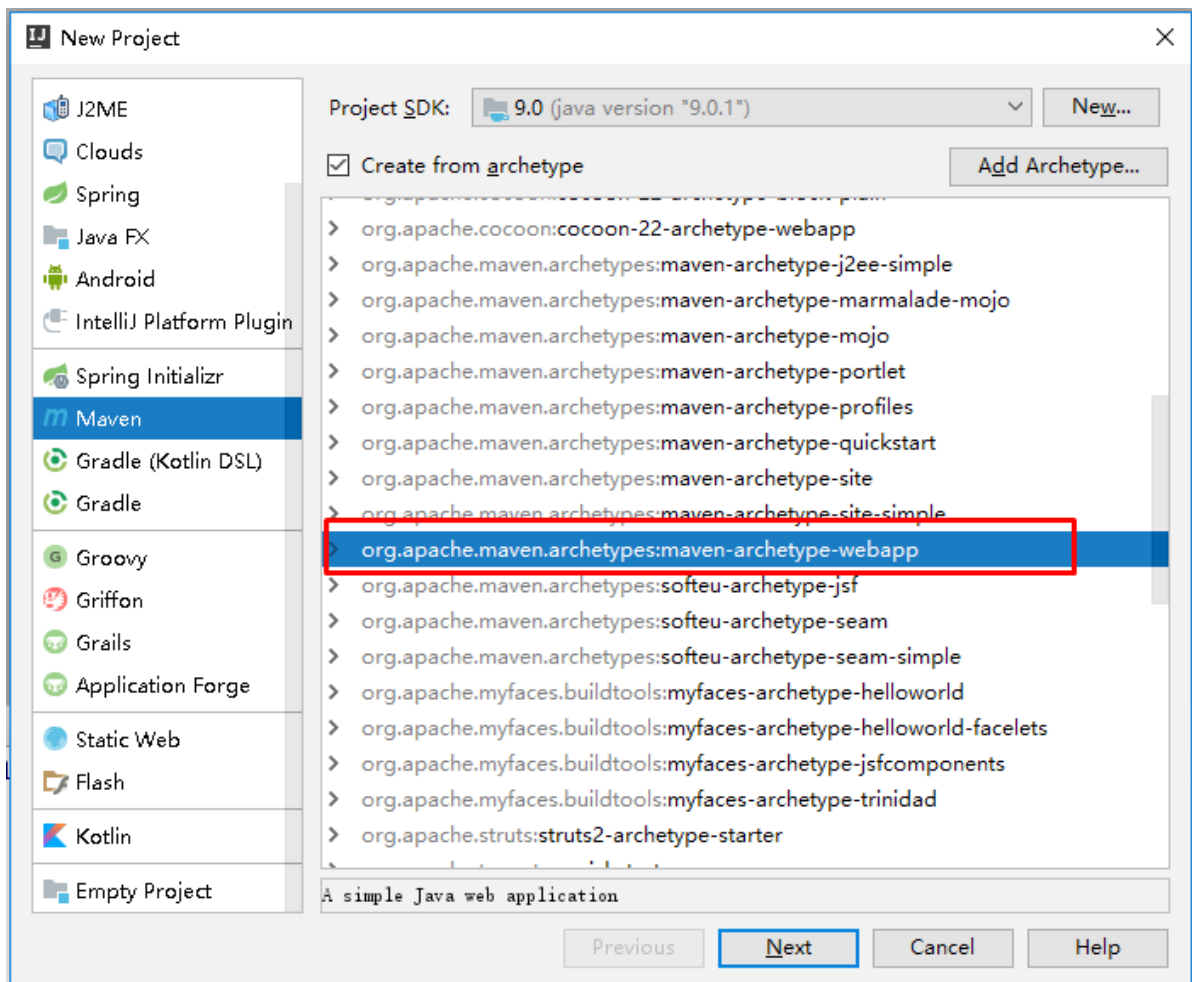 New Project
J2ME
Clouds
Spring
Java FX
Android
IntelliJ Platform Plugin
Spring Initializr
Maven
Gradle (Kotlin DSL)
Gradle
Groovy
Griffon
Grails
Application Forge
Static Web
Flash
Kotlin
Empty Project
Project SDK: 9.0 (java version "9.0.1") New...
Create from archetype Add Archetype...
org.apache.cocoon:cocoon-22-archetype-block-plain
org.apache.cocoon:cocoon-22-archetype-webapp
org.apache.maven.archetypes:maven-archetype-j2ee-simple
org.apache.maven.archetypes:maven-archetype-marmalade-mojo
org.apache.maven.archetypes:maven-archetype-mojo
org.apache.maven.archetypes:maven-archetype-portlet
org.apache.maven.archetypes:maven-archetype-profiles
org.apache.maven.archetypes:maven-archetype-quickstart
org.apache.maven.archetypes:maven-archetype-site
org.apache.maven.archetypes:maven-archetype-site-simple
org.apache.maven.archetypes:maven-archetype-webapp
org.apache.maven.archetypes:softeu-archetype-jsf
org.apache.maven.archetypes:softeu-archetype-seam
org.apache.maven.archetypes:softeu-archetype-seam-simple
org.apache.myfaces.buildtools:myfaces-archetype-helloworld
org.apache.myfaces.buildtools:myfaces-archetype-helloworld-facelets
org.apache.myfaces.buildtools:myfaces-archetype-jsfcomponents
org.apache.myfaces.buildtools:myfaces-archetype-trinidad
org.apache.struts:struts2-archetype-starter
A simple Java web application
Previous Next Cancel Help